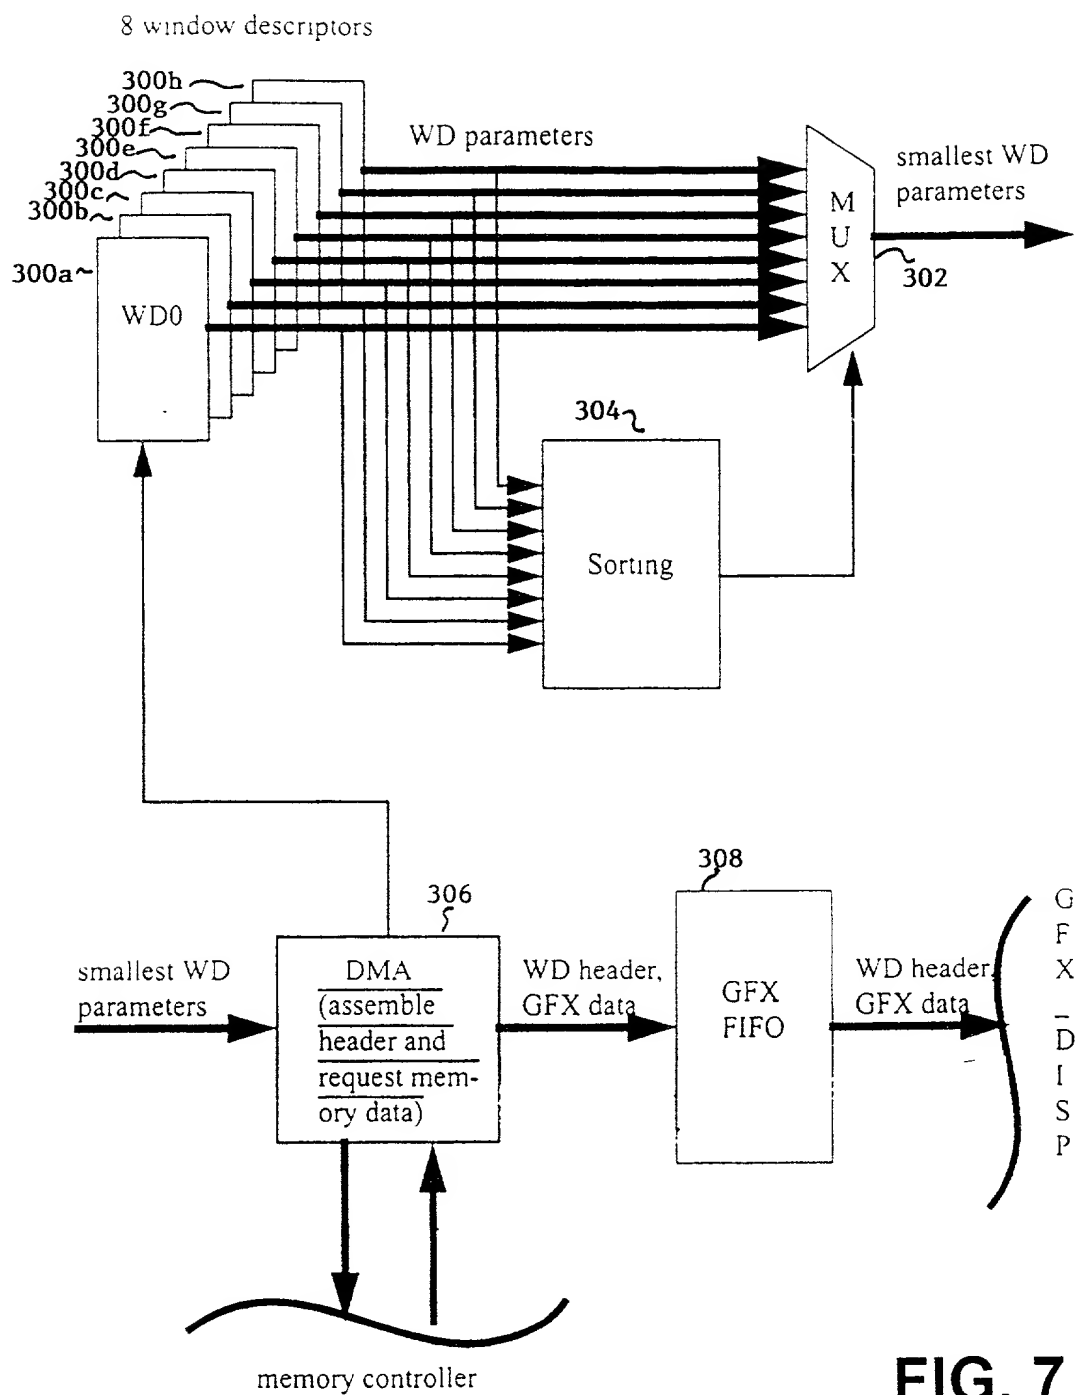 8 window descriptors
300h
300g
300f
300e
300d
300c
300b
300a
WD0
WD parameters
M
U
X
302
smallest WD
parameters
304
Sorting
306
308
smallest WD
parameters
DMA
(assemble
header and
request mem-
ory data)
WD header,
GFX data
GFX
FIFO
WD header,
GFX data
G
F
X
_
D
I
S
P
memory controller
FIG. 7